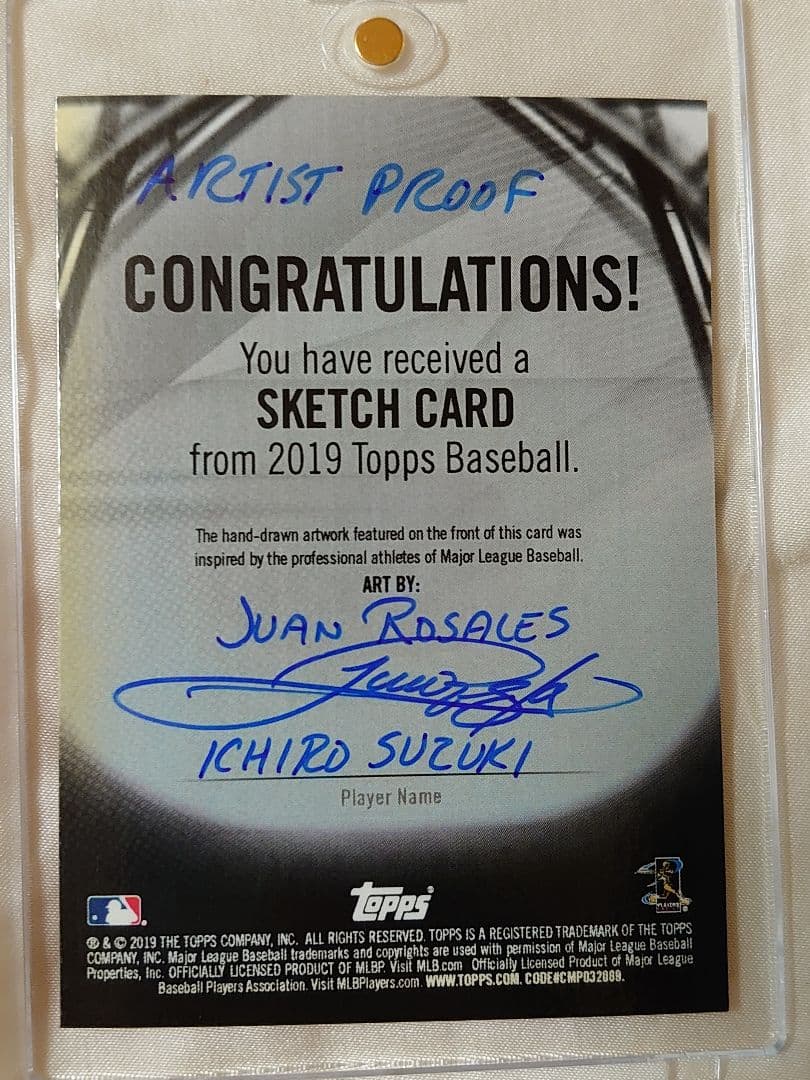 ARTIST PROOF
CONGRATULATIONS!
You have received a
SKETCH CARD
from 2019 Topps Baseball.
The hand-drawn artwork featured on the front of this card was
inspired by the professional athletes of Major League Baseball.
ART BY:
JUAN ROSALES
ICHIRO SUZUKI
Player Name
topps®
® & © 2019 THE TOPPS COMPANY, INC. ALL RIGHTS RESERVED. TOPPS IS A REGISTERED TRADEMARK OF THE TOPPS
COMPANY, INC. Major League Baseball trademarks and copyrights are used with permission of Major League Baseball
Properties, Inc. OFFICIALLY LICENSED PRODUCT OF MLBP. Visit MLB.com Officially Licensed Product of Major League
Baseball Players Association. Visit MLBPlayers.com. WWW.TOPPS.COM. CODE#CMP032089.